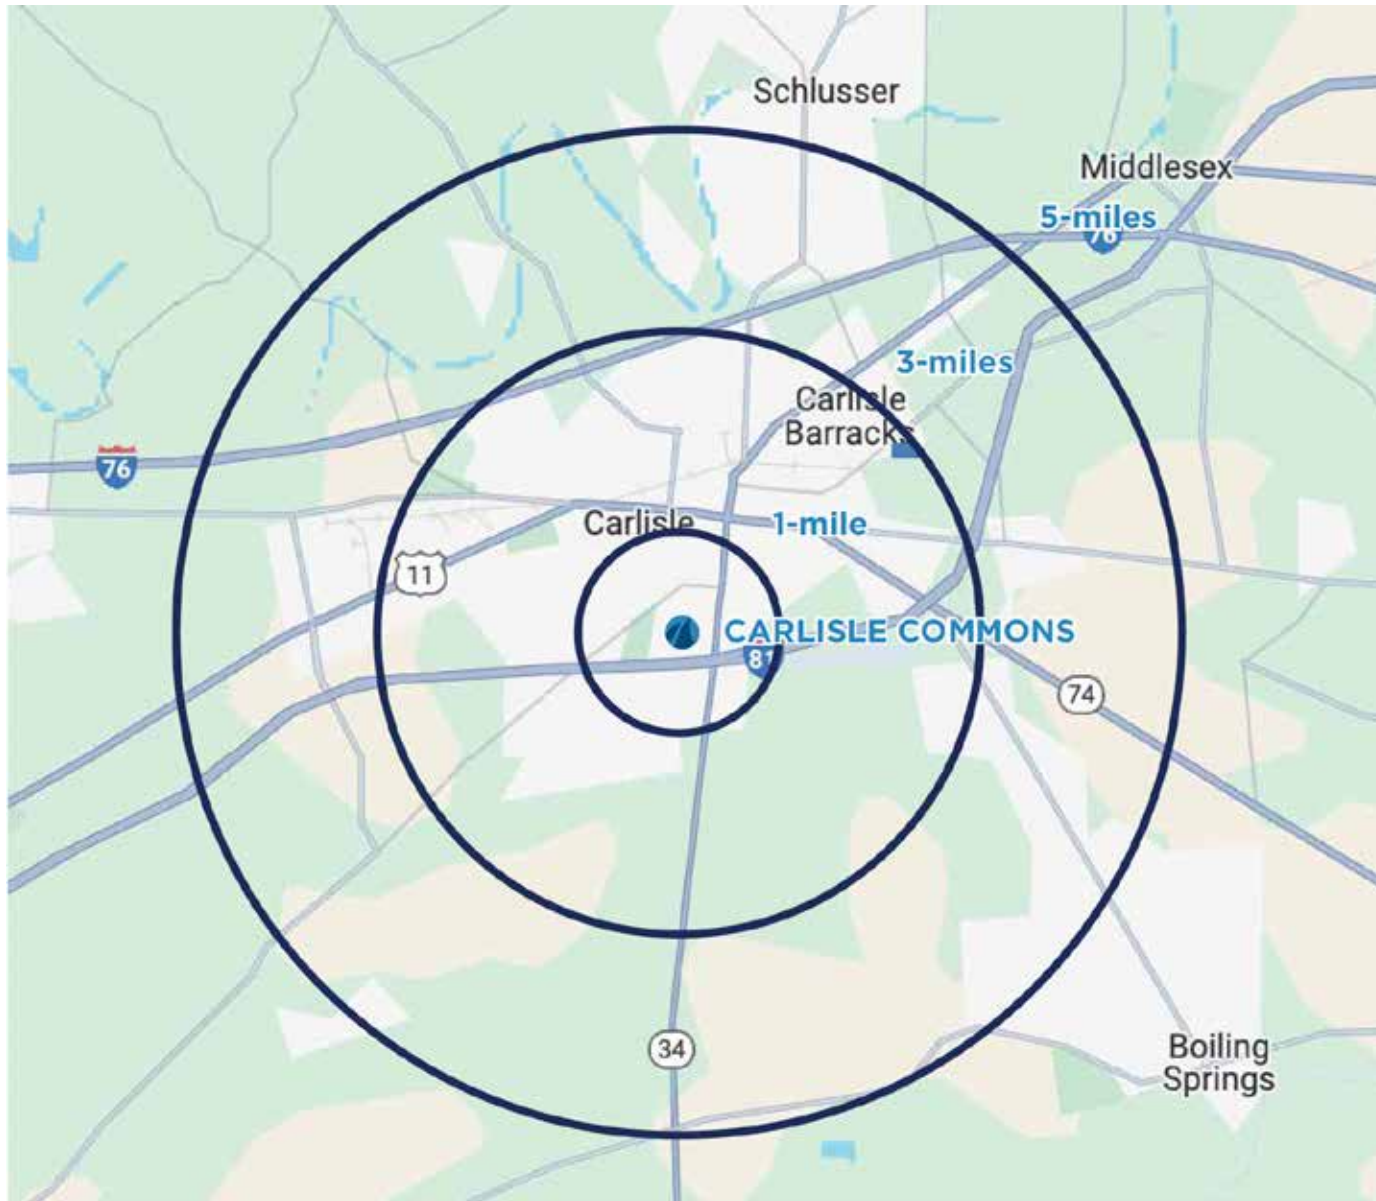 Schlusser
Middlesex
5-miles
76
3-miles
Carlisle
Barracks
76
Carlisle
1-mile
11
CARLISLE COMMONS
81
74
34
Boiling
Springs